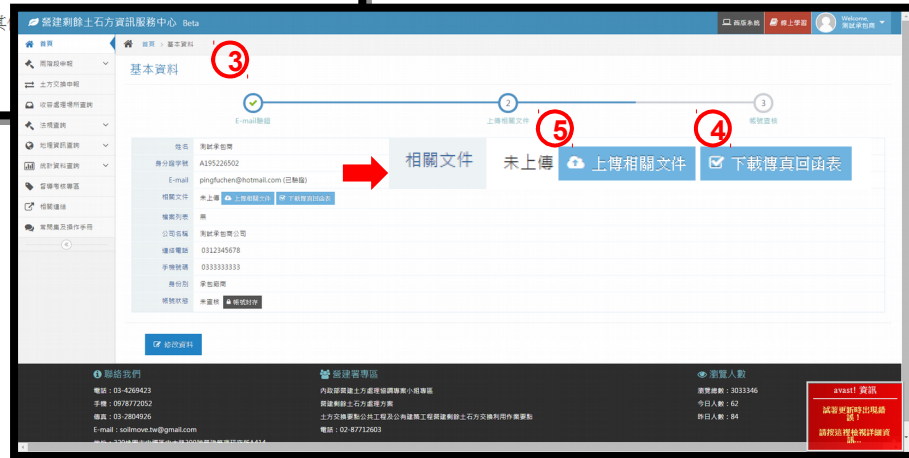 營建剩餘土石方資訊服務中心 Beta
舊版系統
線上學習
Welcome,
測試承包商
首頁
兩階段申報
土方交換申報
收容處理場所查詢
法規查詢
地理資訊查詢
統計資料查詢
督導考核專區
相關連結
常問集及操作手冊
首頁 › 基本資料
③
基本資料
E-mail驗證
2
上傳相關文件
3
帳號查核
⑤
④
姓名 測試承包商
身分證字號 A195226502
E-mail pingfuchen@hotmail.com (已驗證)
相關文件 未上傳 上傳相關文件 下載傳真回函表
檔案列表 無
公司名稱 測試承包商公司
連絡電話 0312345678
手機號碼 0333333333
身份別 承包廠商
帳號狀態 未查核 帳號封存
相關文件 未上傳 上傳相關文件 下載傳真回函表
修改資料
聯絡我們
電話：03-4269423
手機：0978772052
傳真：03-2804926
E-mail：soilmove.tw@gmail.com
營建署專區
內政部營建土方處理協調專案小組專區
營建剩餘土石方處理方案
土方交換要點公共工程及公有建築工程營建剩餘土石方交換利用作業要點
電話：02-87712603
瀏覽人數
瀏覽總數：3033346
今日人數：62
昨日人數：84
avast! 資訊
試著更新時出現錯
誤！
請按這裡檢視詳細資
訊...